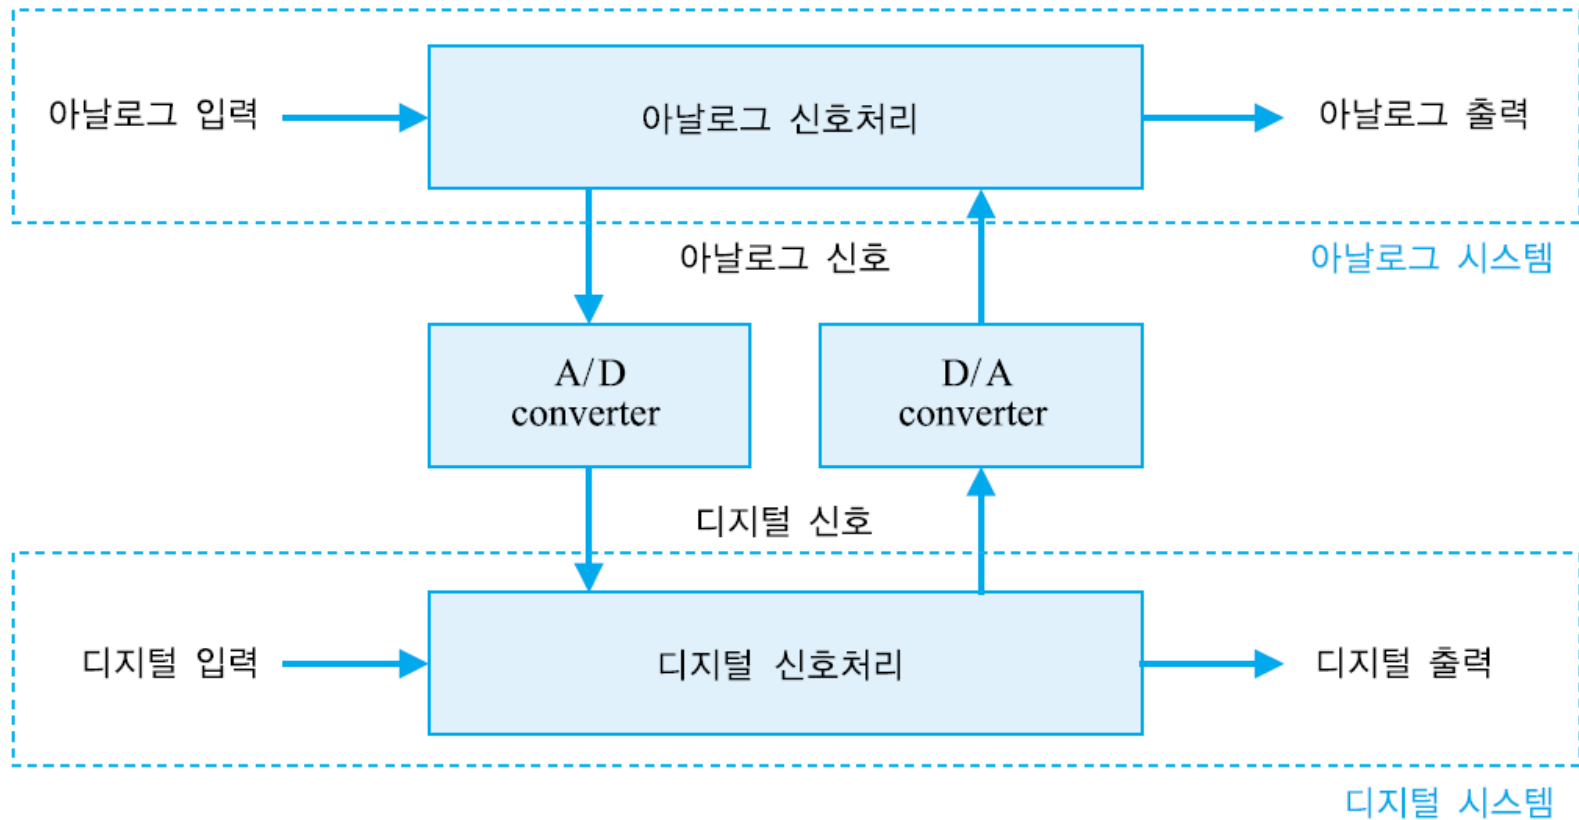 아날로그 입력
아날로그 신호처리
아날로그 출력
아날로그 신호
아날로그 시스템
A/D
converter
D/A
converter
디지털 신호
디지털 입력
디지털 신호처리
디지털 출력
디지털 시스템